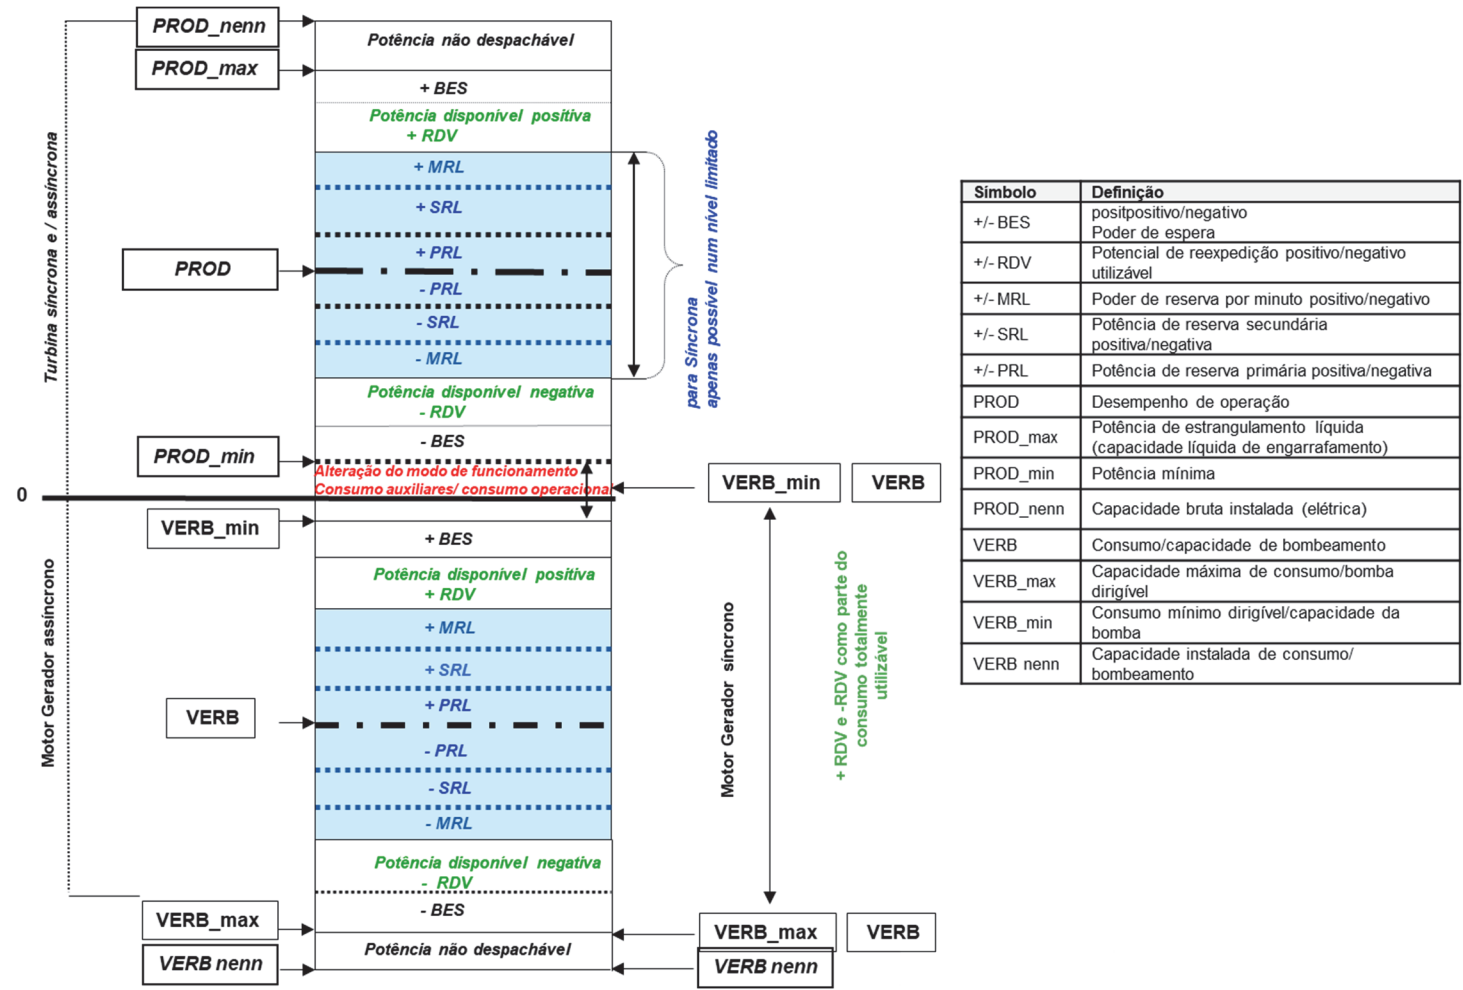 PROD_nenn
Potência não despachável
PROD_max
+ BES
Potência disponível positiva
+ RDV
+ MRL
+ SRL
+ PRL
PROD
- PRL
- SRL
- MRL
Potência disponível negativa
- RDV
- BES
PROD_min
Alteração do modo de funcionamento
Consumo auxiliares/ consumo operacional
0
VERB_min
+ BES
Potência disponível positiva
+ RDV
+ MRL
+ SRL
+ PRL
VERB
- PRL
- SRL
- MRL
Potência disponível negativa
- RDV
- BES
VERB_max
Potência não despachável
VERB nenn
Turbina síncrona e / assíncrona
Motor Gerador assíncrono
para Síncrona
apenas possível num nível limitado
VERB_min
VERB
Motor Gerador síncrono
+ RDV e -RDV como parte do
consumo totalmente
utilizável
VERB_max
VERB
VERB nenn
Símbolo Definição
+/- BES positpositivo/negativo
Poder de espera
+/- RDV Potencial de reexpedição positivo/negativo
utilizável
+/- MRL Poder de reserva por minuto positivo/negativo
+/- SRL Potência de reserva secundária
positiva/negativa
+/- PRL Potência de reserva primária positiva/negativa
PROD Desempenho de operação
PROD_max Potência de estrangulamento líquida
(capacidade líquida de engarrafamento)
PROD_min Potência mínima
PROD_nenn Capacidade bruta instalada (elétrica)
VERB Consumo/capacidade de bombeamento
VERB_max Capacidade máxima de consumo/bomba
dirigível
VERB_min Consumo mínimo dirigível/capacidade da
bomba
VERB nenn Capacidade instalada de consumo/
bombeamento